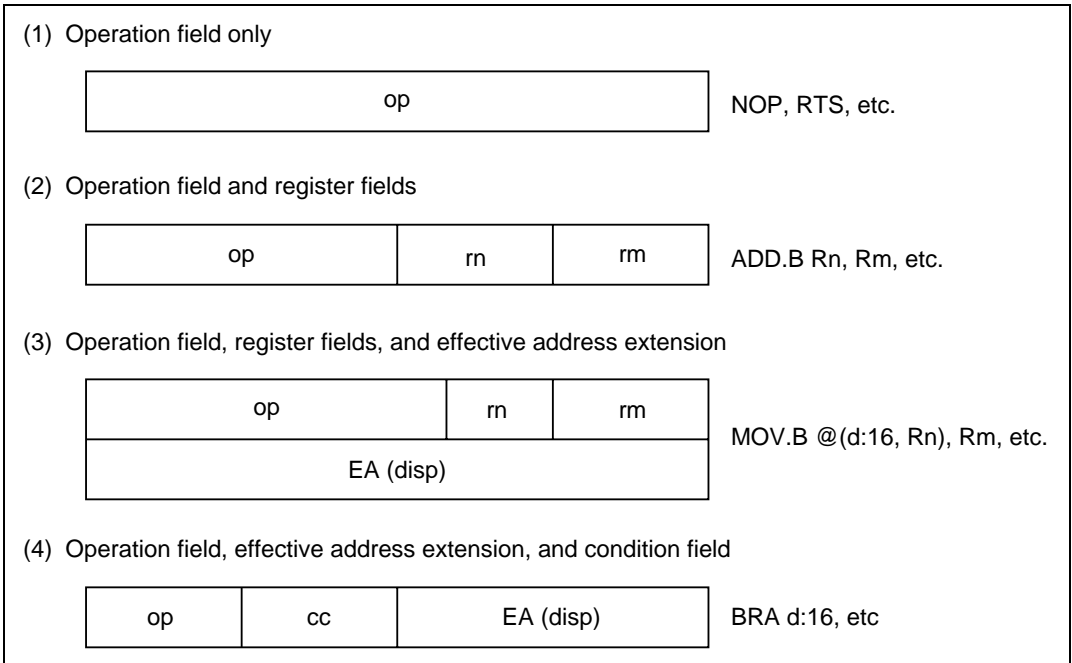 (1) Operation field only
op
NOP, RTS, etc.
(2) Operation field and register fields
op rn rm
ADD.B Rn, Rm, etc.
(3) Operation field, register fields, and effective address extension
op rn rm
EA (disp)
MOV.B @(d:16, Rn), Rm, etc.
(4) Operation field, effective address extension, and condition field
op cc EA (disp)
BRA d:16, etc